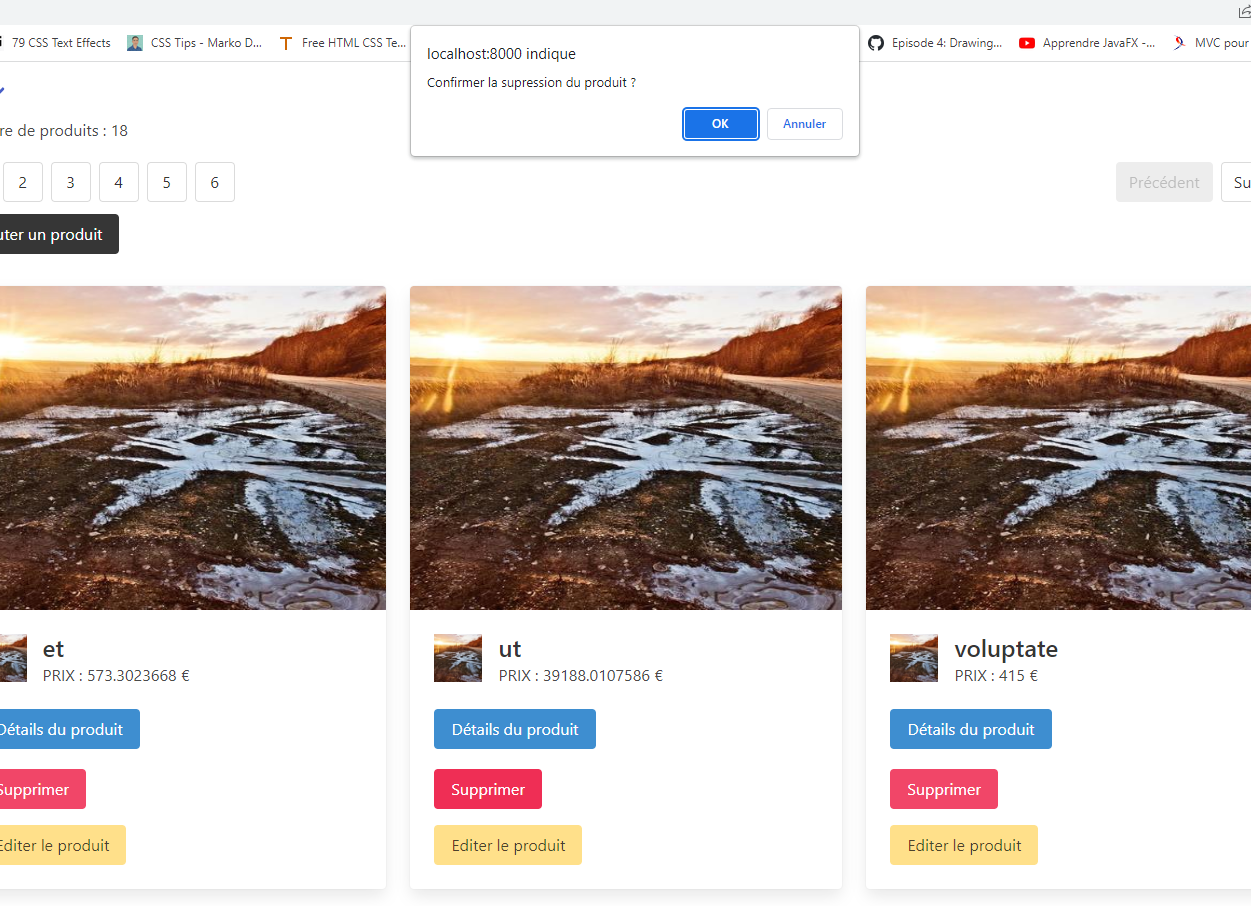 79 CSS Text Effects
CSS Tips - Marko D...
Free HTML CSS Te...
localhost:8000 indique
Confirmer la supression du produit ?
OK
Annuler
Episode 4: Drawing...
Apprendre JavaFX -...
MVC pour
re de produits : 18
2
3
4
5
6
Précédent
Su
uter un produit
et
PRIX : 573.3023668 €
Détails du produit
Supprimer
Editer le produit
ut
PRIX : 39188.0107586 €
Détails du produit
Supprimer
Editer le produit
voluptate
PRIX : 415 €
Détails du produit
Supprimer
Editer le produit